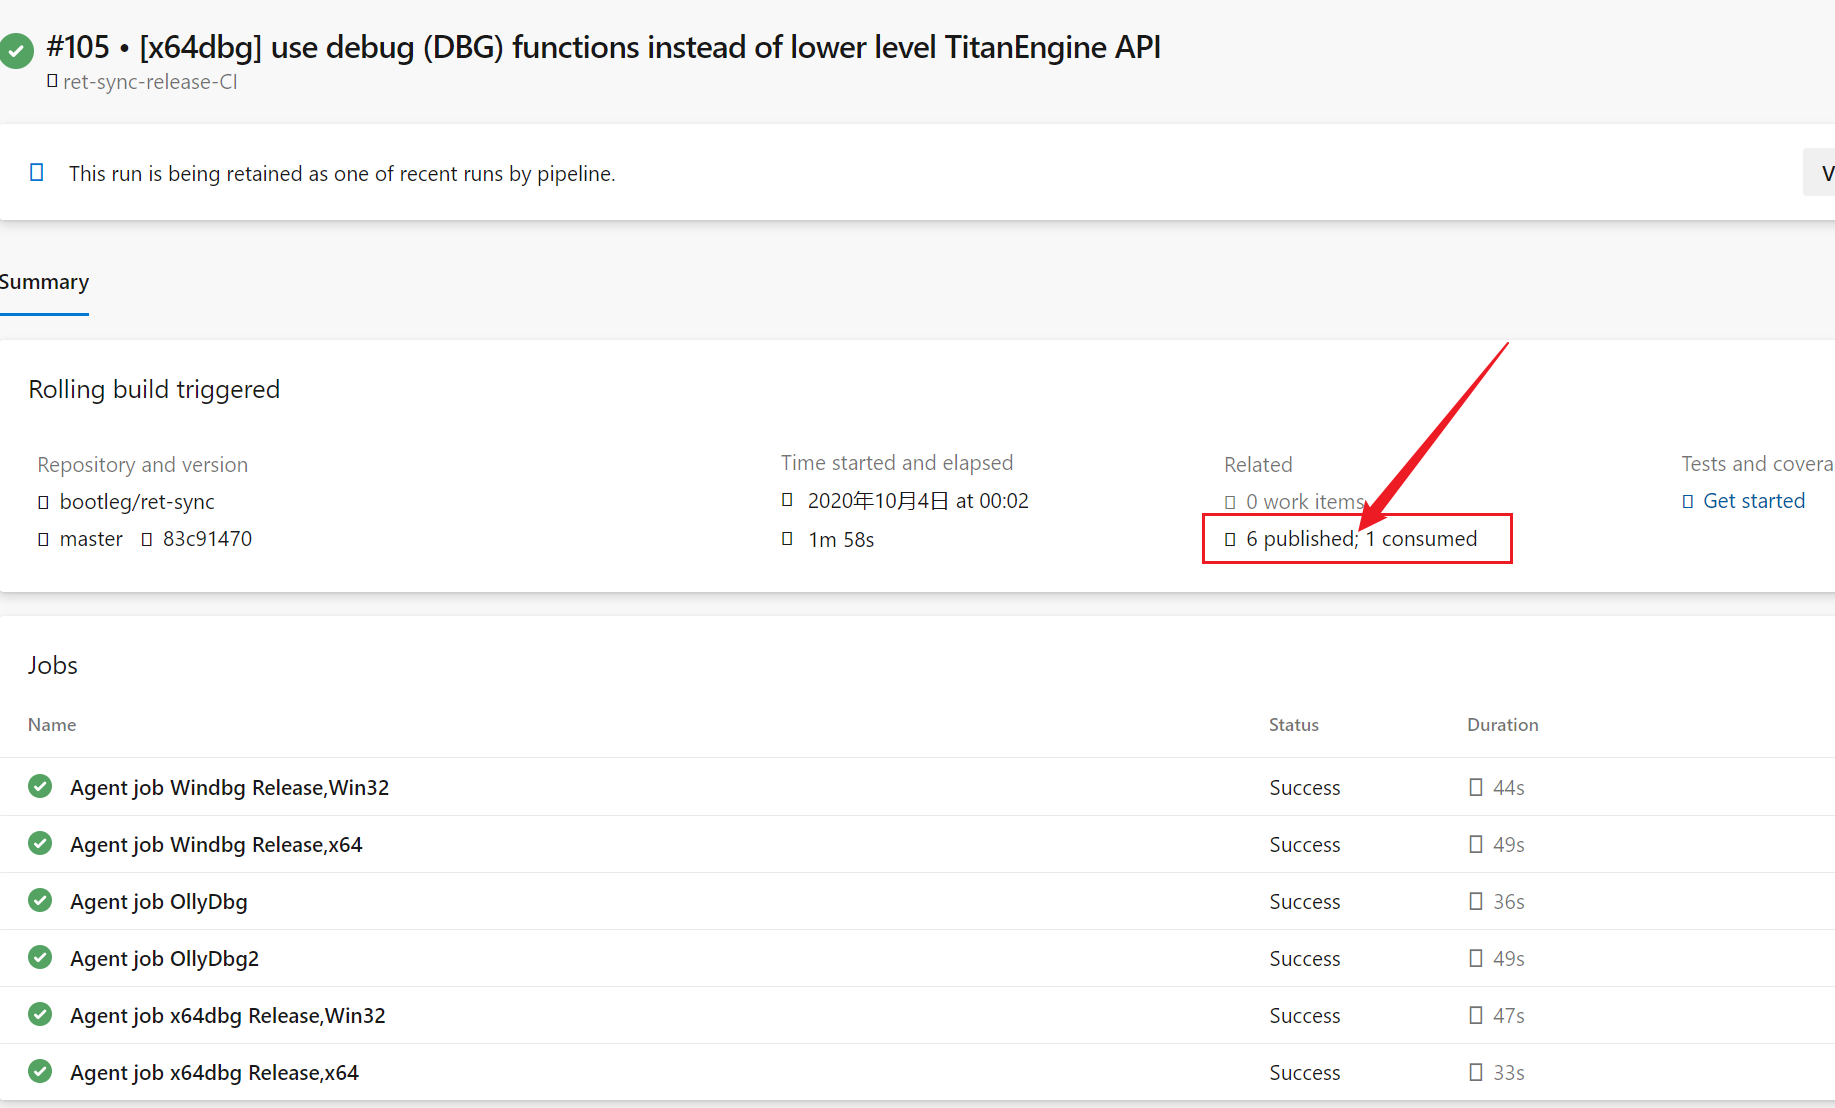 #105 • [x64dbg] use debug (DBG) functions instead of lower level TitanEngine API
ret-sync-release-CI
This run is being retained as one of recent runs by pipeline.
V
Summary
Rolling build triggered
Repository and version
bootleg/ret-sync
master 83c91470
Time started and elapsed
2020年10月4日 at 00:02
1m 58s
Related
0 work items
6 published; 1 consumed
Tests and covera
Get started
Jobs
Name Status Duration
Agent job Windbg Release,Win32 Success 44s
Agent job Windbg Release,x64 Success 49s
Agent job OllyDbg Success 36s
Agent job OllyDbg2 Success 49s
Agent job x64dbg Release,Win32 Success 47s
Agent job x64dbg Release,x64 Success 33s